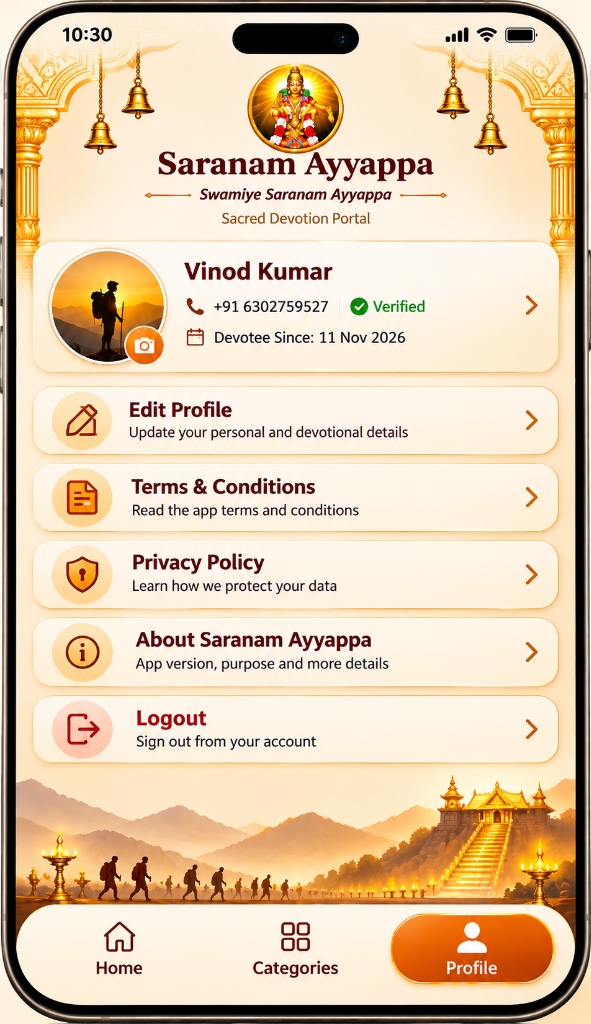 10:30
Saranam Ayyappa
Swamiye Saranam Ayyappa
Sacred Devotion Portal
Vinod Kumar
+91 6302759527 Verified
Devotee Since: 11 Nov 2026
Edit Profile
Update your personal and devotional details
Terms & Conditions
Read the app terms and conditions
Privacy Policy
Learn how we protect your data
About Saranam Ayyappa
App version, purpose and more details
Logout
Sign out from your account
Home Categories Profile